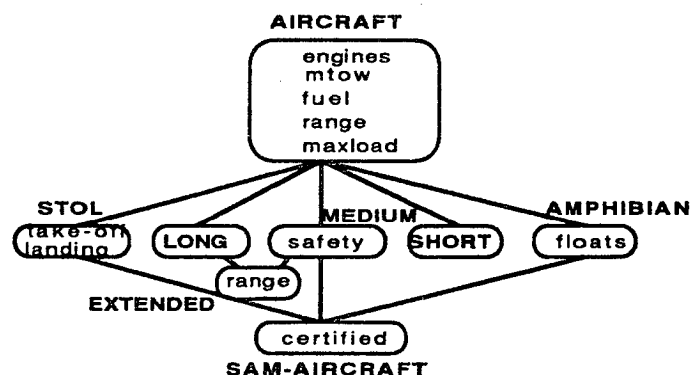 AIRCRAFT
engines
mtow
fuel
range
maxload
STOL
MEDIUM
AMPHIBIAN
take-off
landing
LONG
safety
SHORT
floats
range
EXTENDED
certified
SAM-AIRCRAFT